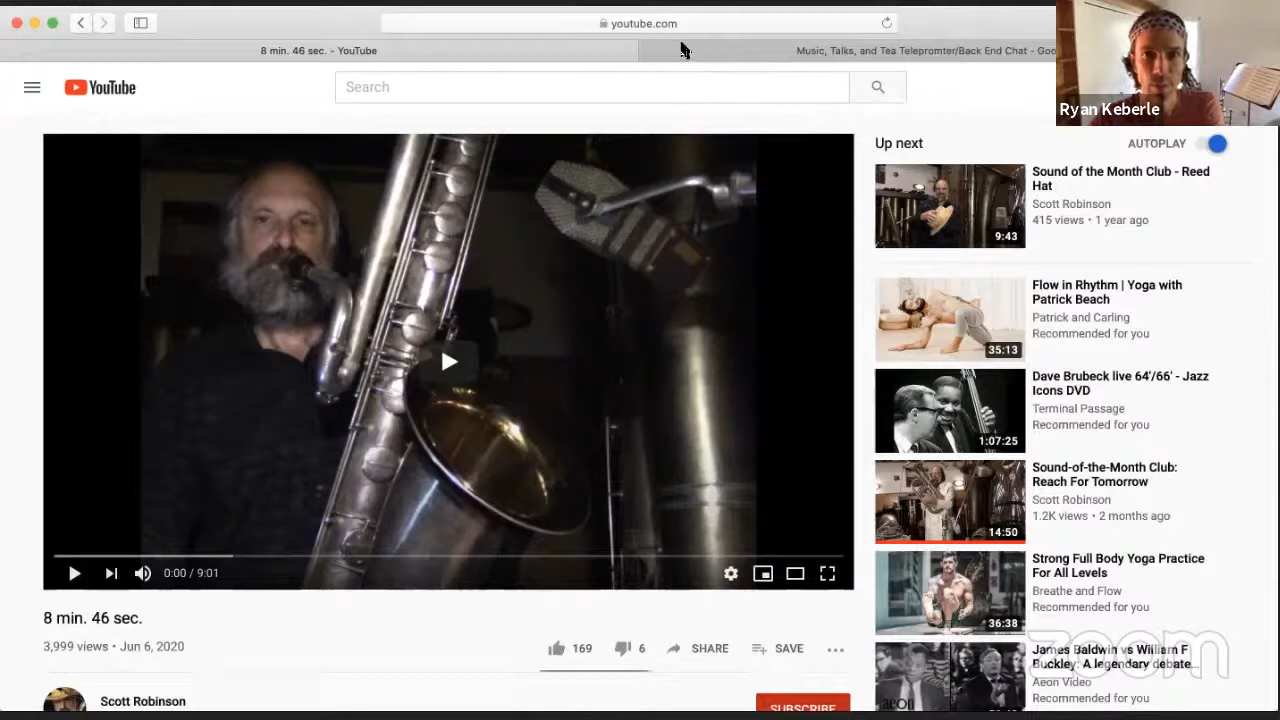 youtube.com
8 min. 46 sec. - YouTube
Music, Talks, and Tea Telepromter/Back End Chat - Goo
Ryan Keberle
YouTube
Search
Up next
AUTOPLAY
Sound of the Month Club - Reed
Hat
Scott Robinson
415 views • 1 year ago
9:43
Flow in Rhythm | Yoga with
Patrick Beach
Patrick and Carling
Recommended for you
35:13
Dave Brubeck live 64'/66' - Jazz
Icons DVD
Terminal Passage
Recommended for you
1:07:25
Sound-of-the-Month Club:
Reach For Tomorrow
Scott Robinson
1.2K views • 2 months ago
14:50
Strong Full Body Yoga Practice
For All Levels
Breathe and Flow
Recommended for you
36:38
James Baldwin vs William F
Buckley: A legendary debate...
Aeon Video
Recommended for you
aeon
zoom
0:00 / 9:01
8 min. 46 sec.
3,999 views • Jun 6, 2020
169
6
SHARE
SAVE
Scott Robinson
SUBSCRIBE